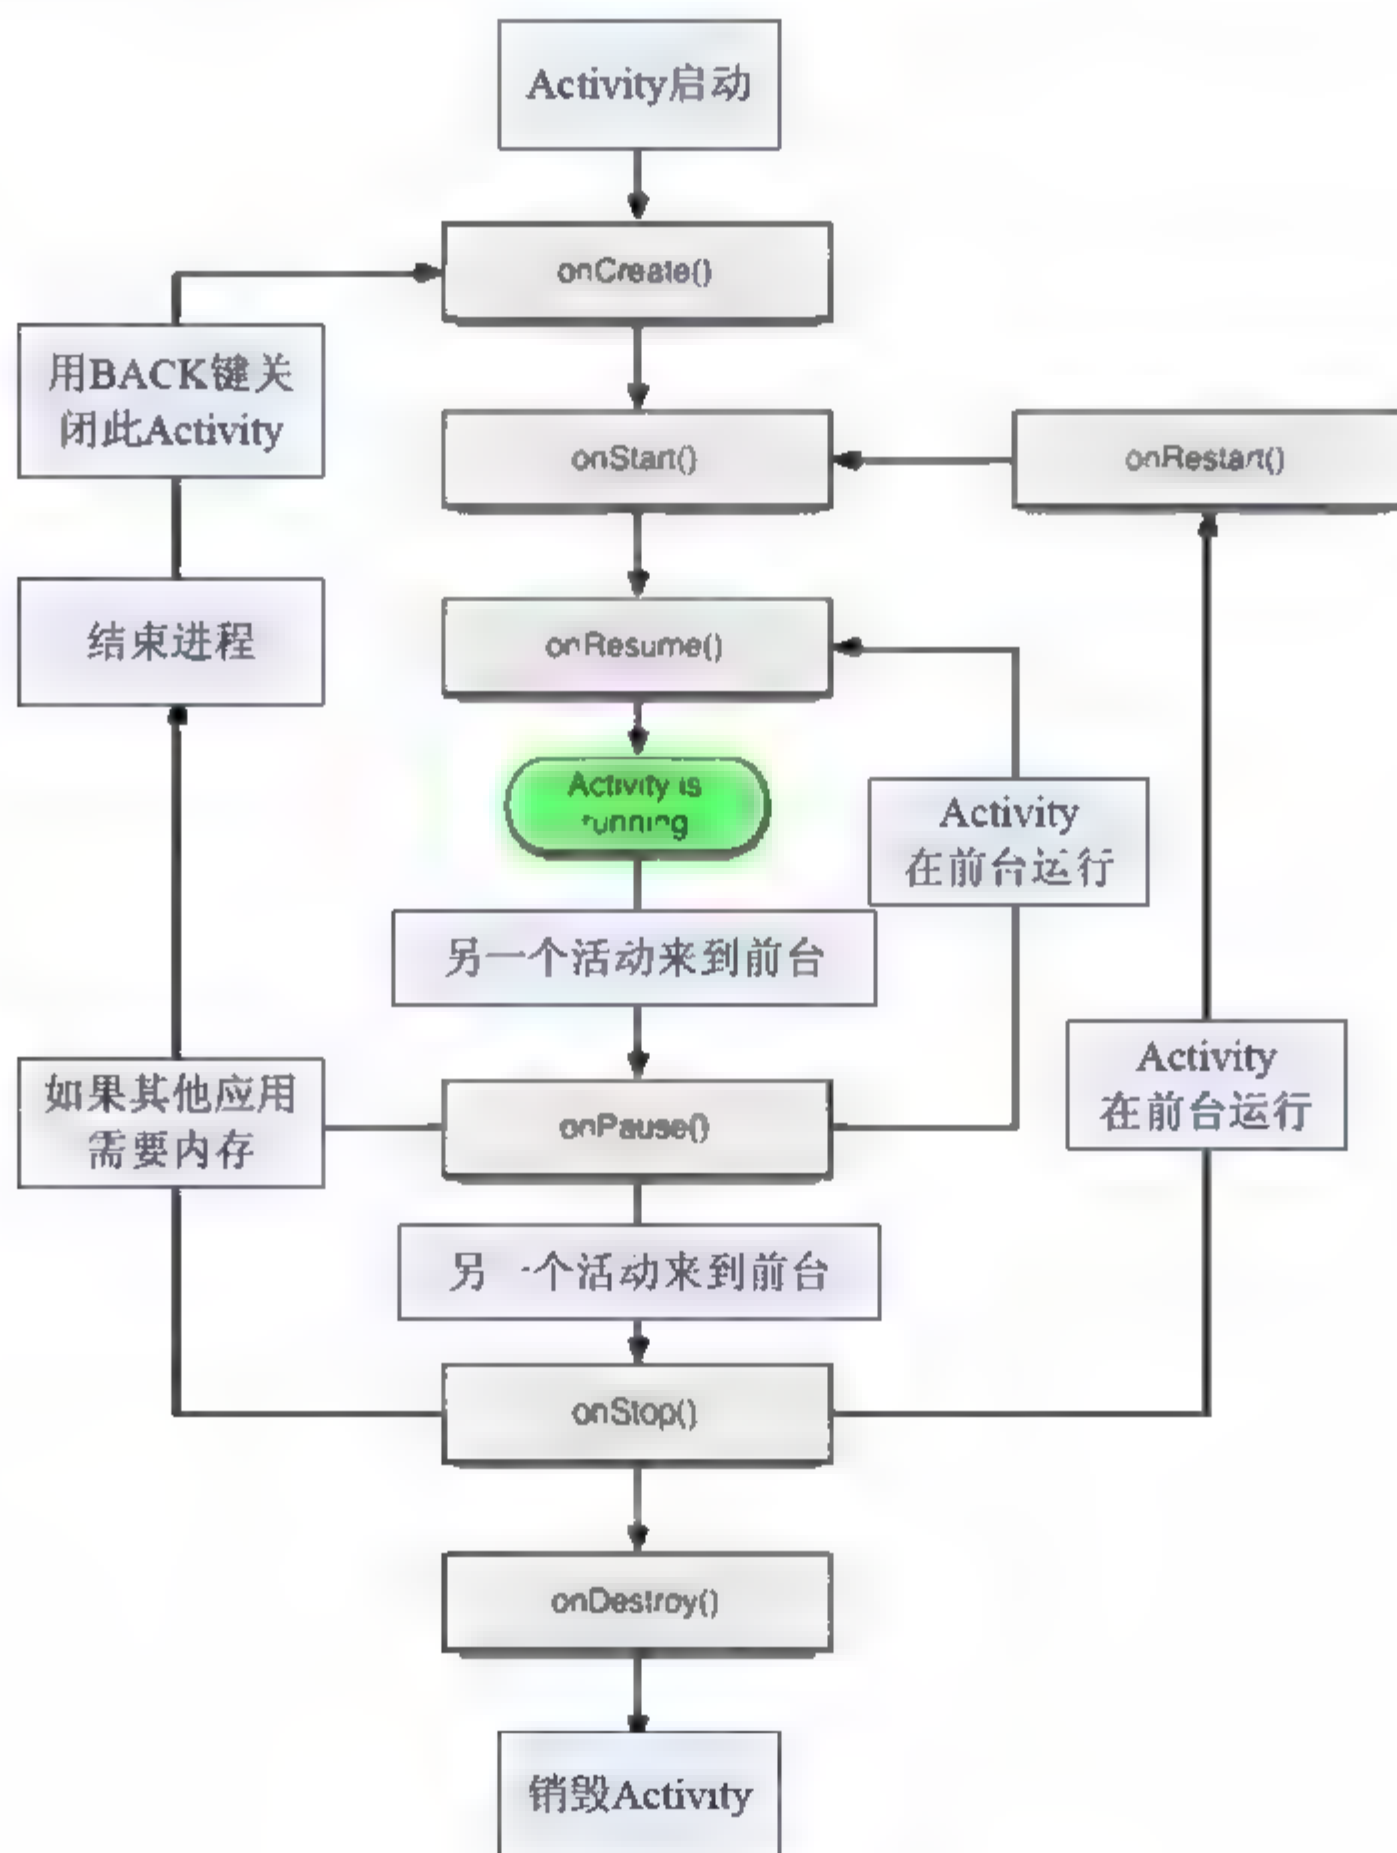 Activity启动
onCreate()
用BACK键关
闭此Activity
onStart()
onRestart()
结束进程
onResume()
Activity is
running
Activity
在前台运行
另一个活动来到前台
Activity
在前台运行
如果其他应用
需要内存
onPause()
另一个活动来到前台
onStop()
onDestroy()
销毁Activity